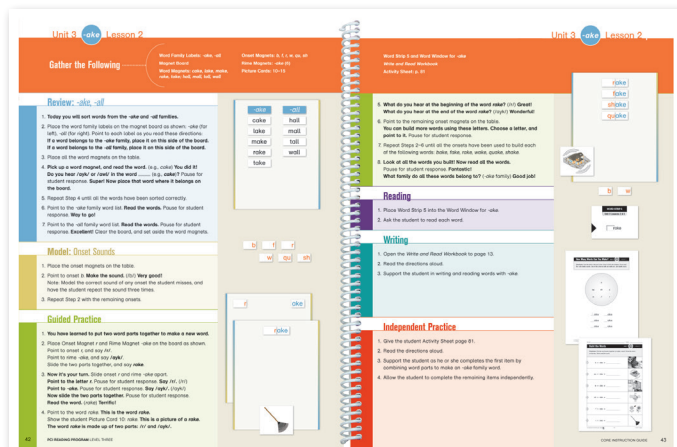 Unit 3 -ake Lesson 2
Gather the Following
Word Family Labels: -ake, -all
Magnet Board
Word Magnets: cake, lake, make,
rake, take; hall, mall, tall, wall
Onset Magnets: b, f, r, w, qu, sh
Rime Magnets: -ake (6)
Picture Cards: 10–13
Review: -ake, -all
1. Today you will sort words from the -ake and -all families.
2. Place the word family labels on the magnet board as shown: -ake (far
left), -all (far right). Point to each label as you read these directions.
If a word belongs to the -ake family, place it on this side of the board.
If a word belongs to the -all family, place it on this side of the board.
3. Place all the word magnets on the table.
4. Pick up a word magnet, and read the word. (e.g., cake) You did it!
Do you hear /ayk/ or /awl/ in the word ........ (e.g., cake)? Pause for
student response. Super! Now place that word where it belongs on
the board.
5. Repeat Step 4 until all the words have been sorted correctly.
6. Point to the -ake family word list. Read the words. Pause for student
response. Way to go!
7. Point to the -all family word list. Read the words. Pause for student
response. Excellent! Clear the board, and set aside the word magnets.
-ake -all
cake hall
lake mall
make tall
rake wall
take
Model: Onset Sounds
1. Place the onset magnets on the table.
2. Point to onset b. Make the sound. (/b/) Very good!
Note: Model the correct sound of any onset the student misses, and
have the student repeat the sound three times.
3. Repeat Step 2 with the remaining onsets.
b f r
w qu sh
Guided Practice
1. You have learned to put two word parts together to make a new word.
2. Place Onset Magnet r and Rime Magnet -ake on the board as shown.
Point to onset r, and say /r/.
Point to rime -ake, and say /ayk/.
Slide the two parts together, and say rake.
3. Now it's your turn. Slide onset r and rime -ake apart.
Point to the letter r. Pause for student response. Say /r/. (/r/)
Point to -ake. Pause for student response. Say /ayk/. (/ayk/)
Now slide the two parts together. Pause for student response.
Read the word. (rake) Terrific!
4. Point to the word rake. This is the word rake.
Show the student Picture Card 10: rake. This is a picture of a rake.
The word rake is made up of two parts: /r/ and /ayk/.
r ake
rake
42 PCI READING PROGRAM LEVEL THREE
Unit 3 -ake Lesson 2
Word Strip 5 and Word Window for -ake
Write and Read Workbook
Activity Sheet: p. 81
5. What do you hear at the beginning of the word rake? (/r/) Great!
What do you hear at the end of the word rake? (/ayk/) Wonderful!
6. Point to the remaining onset magnets on the table.
You can build more words using these letters. Choose a letter, and
point to it. Pause for student response.
7. Repeat Steps 2–6 until all the onsets have been used to build each
of the following words: bake, fake, rake, wake, quake, shake.
8. Look at all the words you built! Now read all the words.
Pause for student response. Fantastic!
What family do all these words belong to? (-ake family) Good job!
rake
fake
shake
quake
b w
Reading
1. Place Word Strip 5 into the Word Window for -ake
2. Ask the student to read each word.
take
Writing
1. Open the Write and Read Workbook to page 13.
2. Read the directions aloud.
3. Support the student in writing and reading words with -ake
Independent Practice
1. Give the student Activity Sheet page 81.
2. Read the directions aloud.
3. Support the student as he or she completes the first item by
combining word parts to make an -ake family word.
4. Allow the student to complete the remaining items independently.
CORE INSTRUCTION GUIDE 43